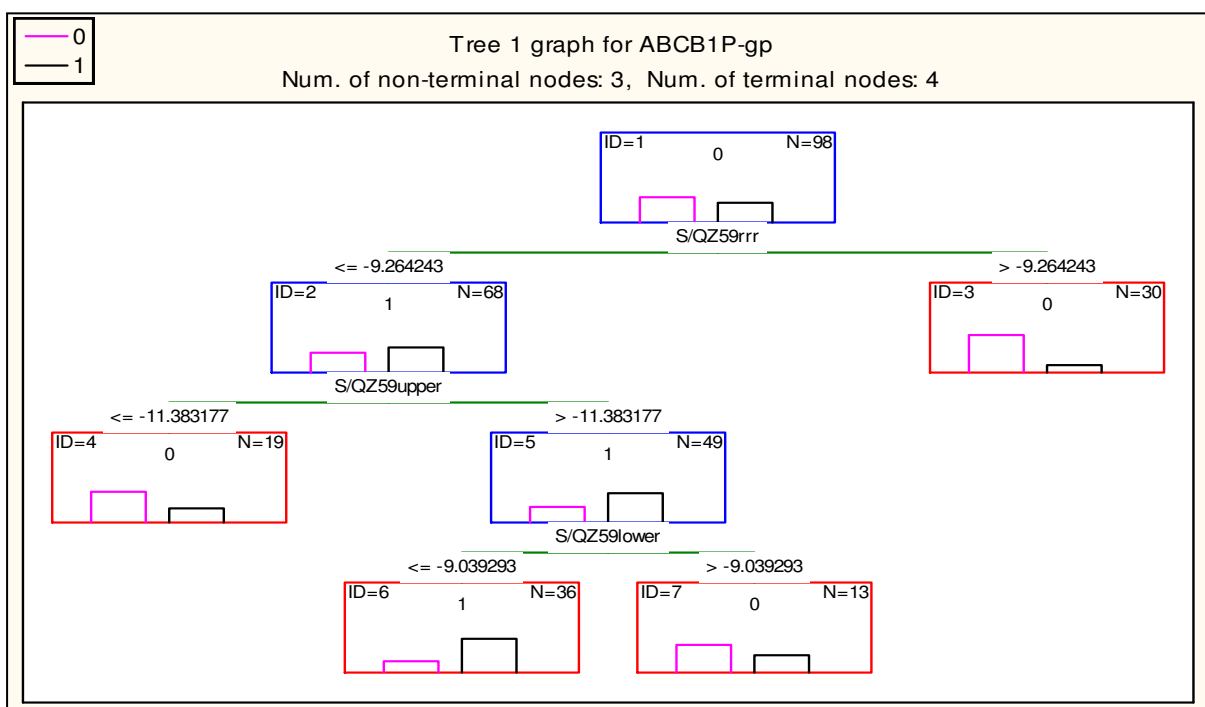 0
1
Tree 1 graph for ABCB1P-gp
Num. of non-terminal nodes: 3, Num. of terminal nodes: 4
ID=1 N=98
0
S/QZ59rrr
<= -9.264243 > -9.264243
ID=2 N=68 ID=3 N=30
1 0
S/QZ59upper
<= -11.383177 > -11.383177
ID=4 N=19 ID=5 N=49
0 1
S/QZ59lower
<= -9.039293 > -9.039293
ID=6 N=36 ID=7 N=13
1 0